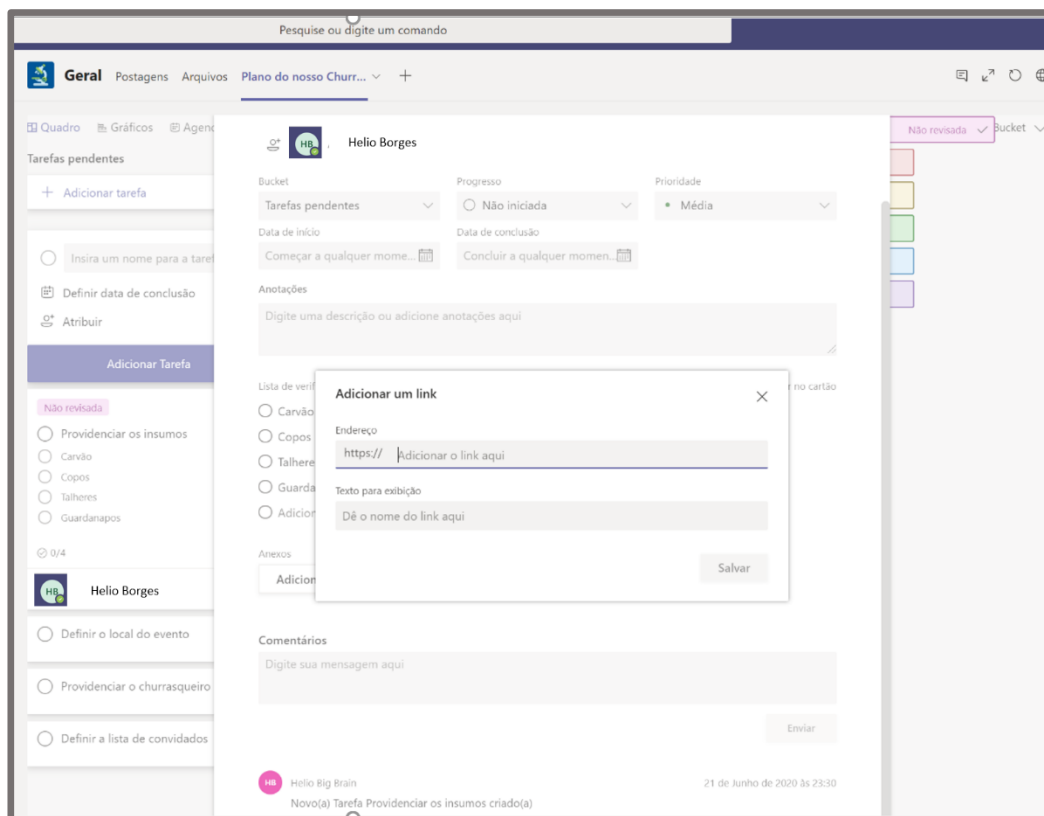 Pesquise ou digite um comando
Geral Postagens Arquivos Plano do nosso Churr...
Quadro Gráficos Agenc
Tarefas pendentes
Adicionar tarefa
Insira um nome para a taref
Definir data de conclusão
Atribuir
Adicionar Tarefa
Não revisada
Providenciar os insumos
Carvão
Copos
Talheres
Guardanapos
0/4
HB Helio Borges
Definir o local do evento
Providenciar o churrasqueiro
Definir a lista de convidados
HB Helio Borges
Bucket Progresso Prioridade
Tarefas pendentes Não iniciada Média
Data de início Data de conclusão
Começar a qualquer mome... Concluir a qualquer momen...
Anotações
Digite uma descrição ou adicione anotações aqui
Lista de verif r no cartão
Carvão
Copos
Talhere
Guarda
Adicior
Anexos
Adicion
Adicionar um link
Endereço
https:// Adicionar o link aqui
Texto para exibição
Dê o nome do link aqui
Salvar
Comentários
Digite sua mensagem aqui
Enviar
HB Helio Big Brain 21 de Junho de 2020 às 23:30
Novo(a) Tarefa Providenciar os insumos criado(a)
Não revisada Bucket